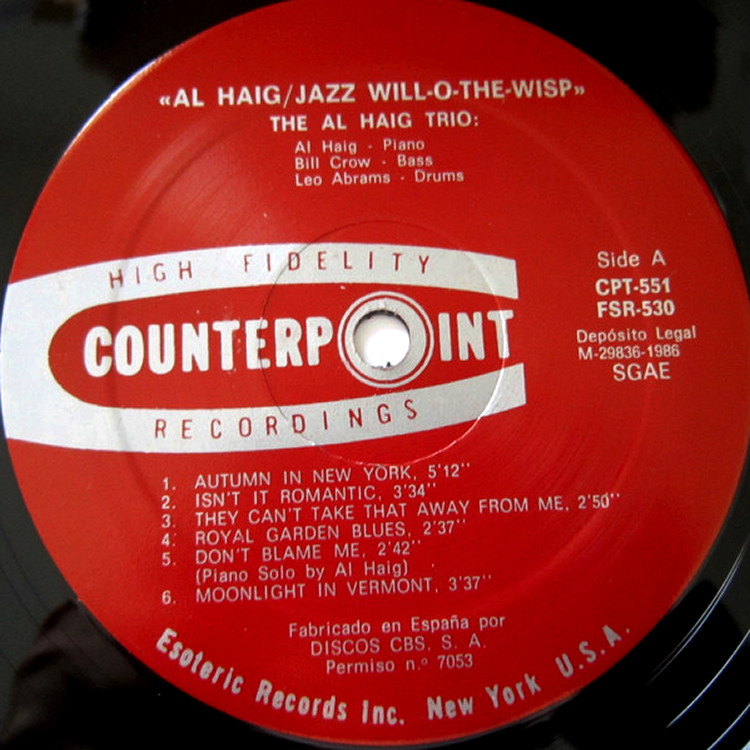 «AL HAIG/JAZZ WILL-O-THE-WISP»
THE AL HAIG TRIO:
Al Haig - Piano
Bill Crow - Bass
Leo Abrams - Drums
HIGH FIDELITY
COUNTERPOINT
RECORDINGS
Side A
CPT-551
FSR-530
Depósito Legal
M-29836-1986
SGAE
1. AUTUMN IN NEW YORK, 5'12''
2. ISN'T IT ROMANTIC, 3'34''
3. THEY CAN'T TAKE THAT AWAY FROM ME, 2'50''
4. ROYAL GARDEN BLUES, 2'37''
5. DON'T BLAME ME, 2'42''
(Piano Solo by Al Haig)
6. MOONLIGHT IN VERMONT, 3'37''
Fabricado en España por
DISCOS CBS, S. A.
Permiso n.º 7053
Esoteric Records Inc. New York U.S.A.